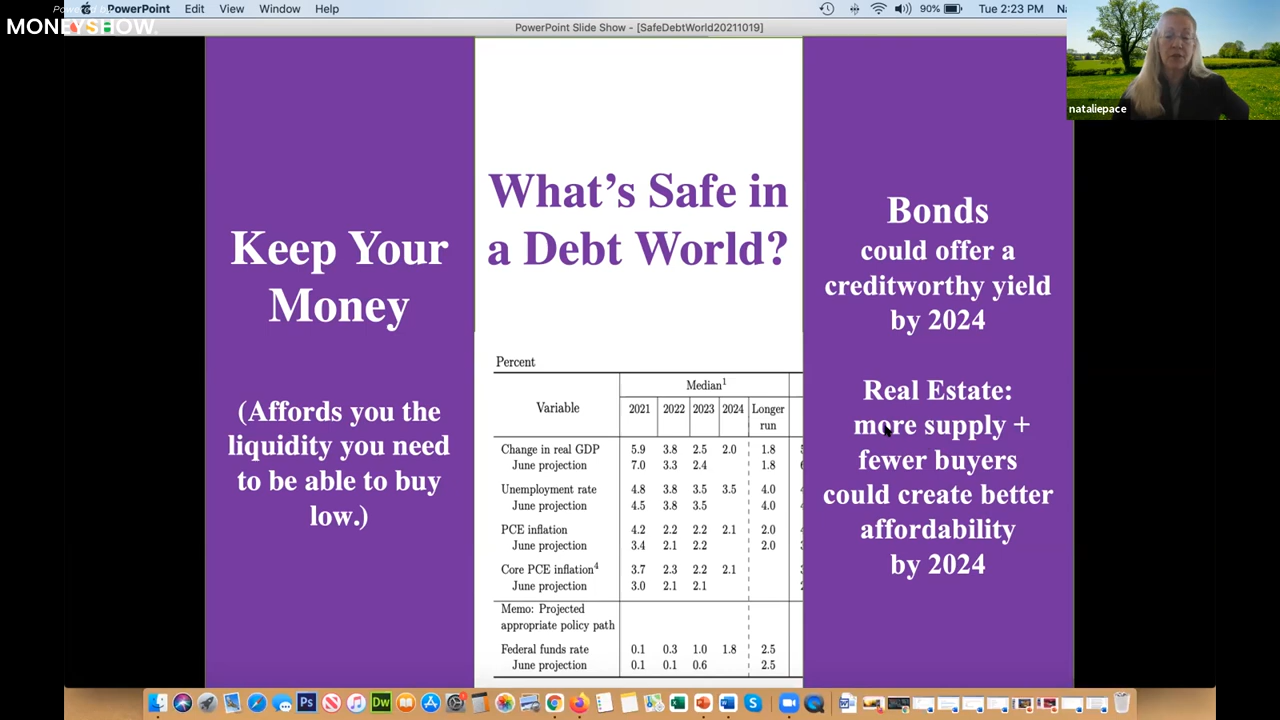 Powered by
MONEYSHOW.
PowerPoint Edit View Window Help
90% Tue 2:23 PM
PowerPoint Slide Show - [SafeDebtWorld20211019]
nataliepace
Keep Your
Money
(Affords you the
liquidity you need
to be able to buy
low.)
What’s Safe in
a Debt World?
Percent
Median1
Variable 2021 2022 2023 2024 Longer
run
Change in real GDP 5.9 3.8 2.5 2.0 1.8
June projection 7.0 3.3 2.4 1.8
Unemployment rate 4.8 3.8 3.5 3.5 4.0
June projection 4.5 3.8 3.5 4.0
PCE inflation 4.2 2.2 2.2 2.1 2.0
June projection 3.4 2.1 2.2 2.0
Core PCE inflation4 3.7 2.3 2.2 2.1
June projection 3.0 2.1 2.1
Memo: Projected
appropriate policy path
Federal funds rate 0.1 0.3 1.0 1.8 2.5
June projection 0.1 0.1 0.6 2.5
Bonds
could offer a
creditworthy yield
by 2024
Real Estate:
more supply +
fewer buyers
could create better
affordability
by 2024
Ps
Dw